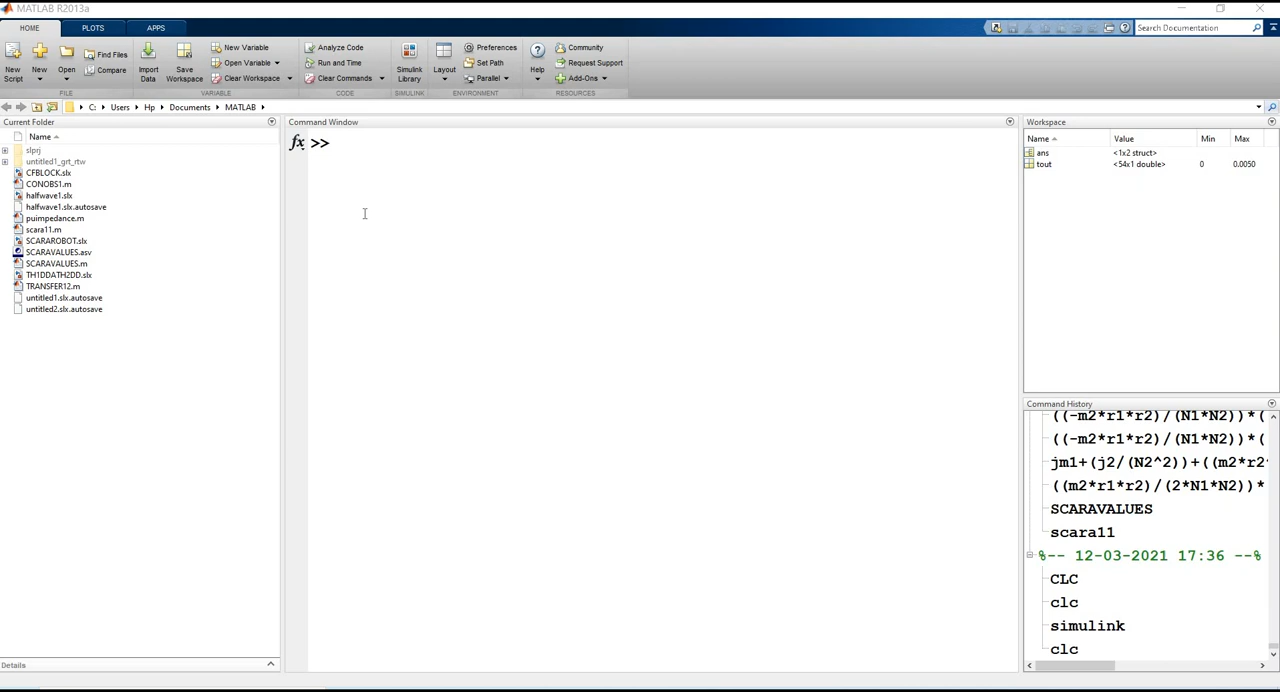 MATLAB R2013a
HOME PLOTS APPS
Search Documentation
New Script
New
Open
Find Files
Compare
Import Data
Save Workspace
New Variable
Open Variable
Clear Workspace
Analyze Code
Run and Time
Clear Commands
Simulink Library
Layout
Preferences
Set Path
Parallel
Help
Community
Request Support
Add-Ons
FILE VARIABLE CODE SIMULINK ENVIRONMENT RESOURCES
C: Users Hp Documents MATLAB
Current Folder
Name
slprj
untitled1_grt_rtw
CFBLOCK.slx
CONOBS1.m
halfwave1.slx
halfwave1.slx.autosave
puimpedance.m
scara11.m
SCARAROBOT.slx
SCARAVALUES.asv
SCARAVALUES.m
TH1DDATH2DD.slx
TRANSFER12.m
untitled1.slx.autosave
untitled2.slx.autosave
Details
Command Window
fx >>
Workspace
Name Value Min Max
ans <1x2 struct>
tout <54x1 double> 0 0.0050
Command History
((-m2*r1*r2)/(N1*N2))*(
((-m2*r1*r2)/(N1*N2))*(
jm1+(j2/(N2^2))+((m2*r2^
((m2*r1*r2)/(2*N1*N2))*
SCARAVALUES
scara11
%-- 12-03-2021 17:36 --%
CLC
clc
simulink
clc